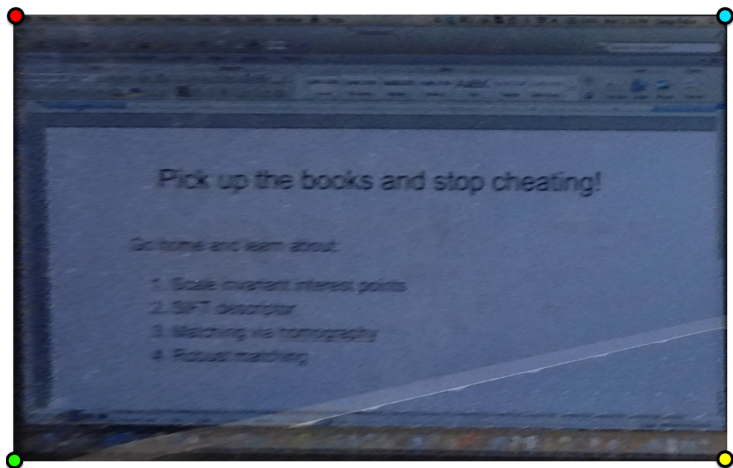 Pick up the books and stop cheating!
Go home and learn about:
1. Scale invariant interest points
2. SIFT descriptor
3. Matching via homography
4. Robust matching